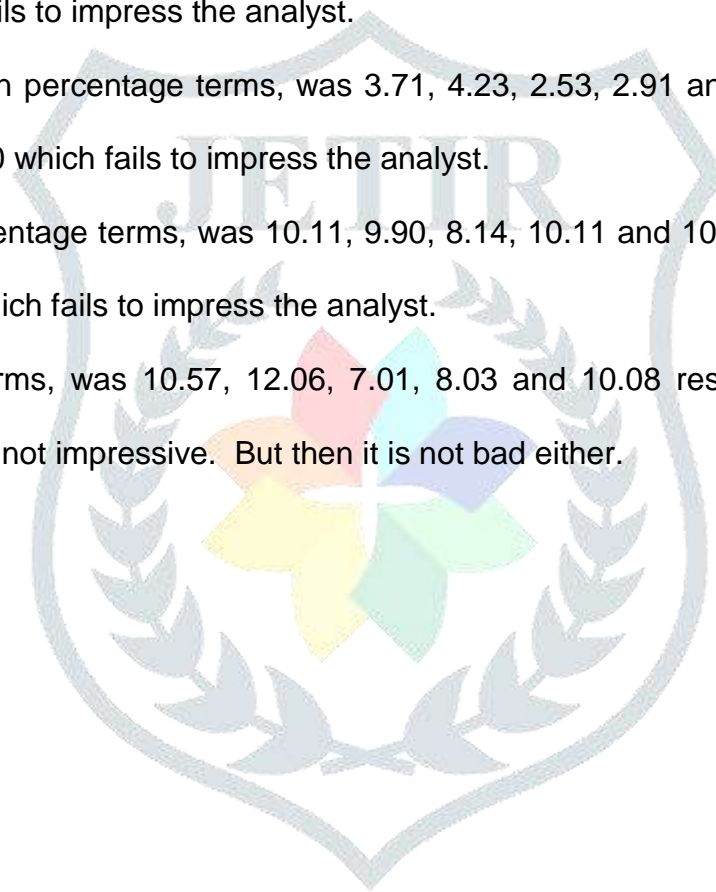 ils to impress the analyst.
n percentage terms, was 3.71, 4.23, 2.53, 2.91 an
0 which fails to impress the analyst.
entage terms, was 10.11, 9.90, 8.14, 10.11 and 10
hich fails to impress the analyst.
rms, was 10.57, 12.06, 7.01, 8.03 and 10.08 res
not impressive. But then it is not bad either.
JETIR